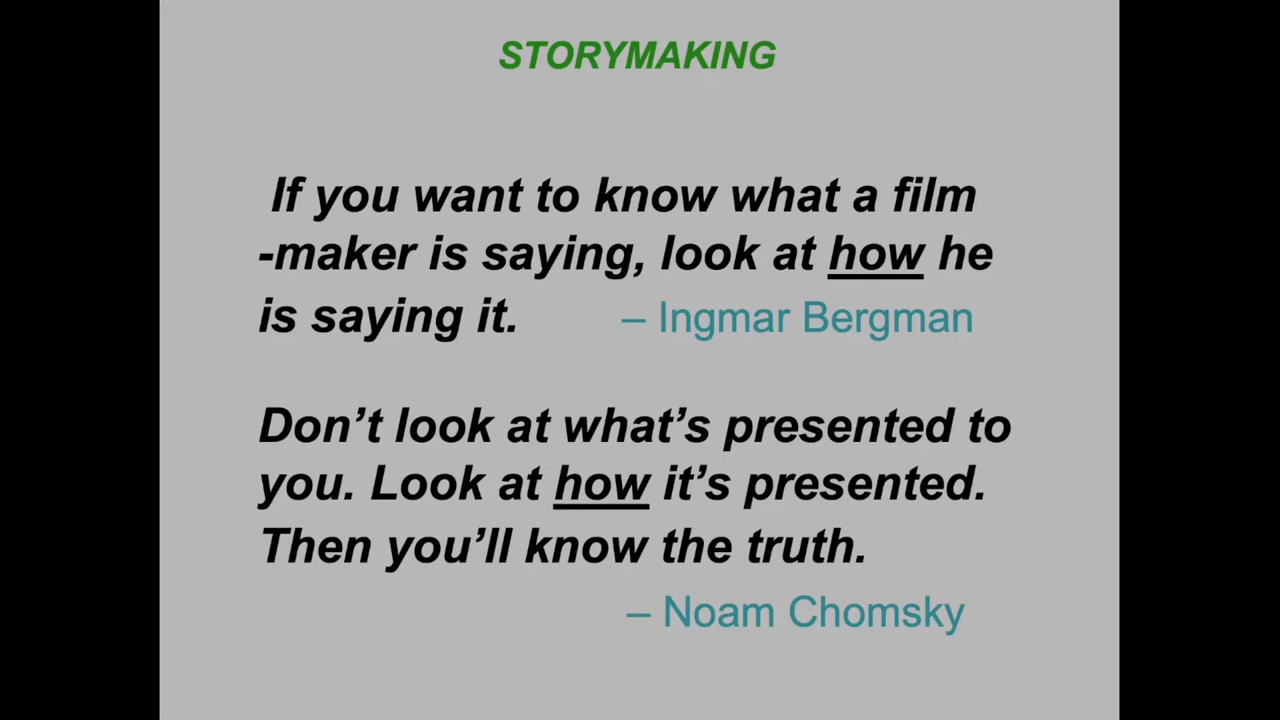 STORYMAKING
If you want to know what a film
-maker is saying, look at how he
is saying it. – Ingmar Bergman
Don’t look at what’s presented to
you. Look at how it’s presented.
Then you’ll know the truth.
– Noam Chomsky